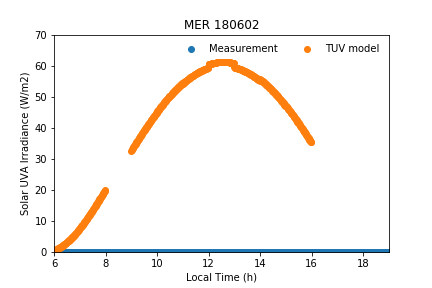 MER 180602
Measurement TUV model
70
60
50
40
30
20
10
0
Solar UVA Irradiance (W/m2)
6 8 10 12 14 16 18
Local Time (h)